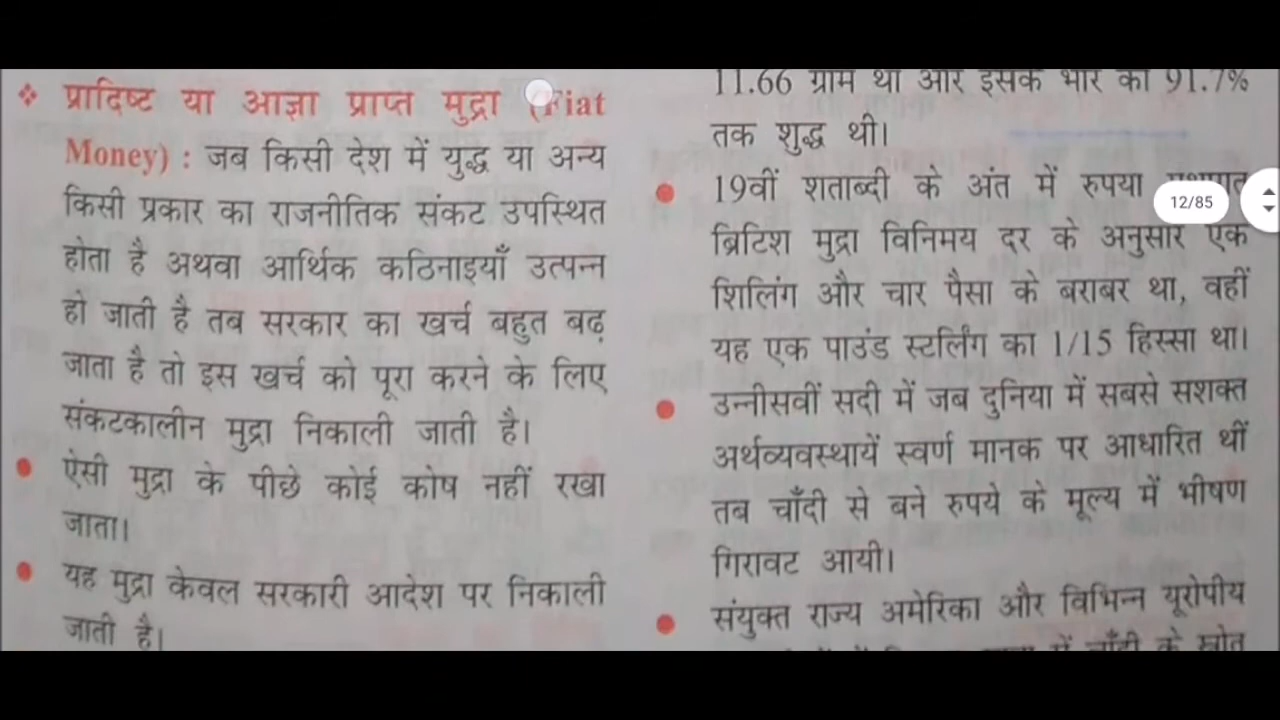 ❖ प्रादिष्ट या आज्ञा प्राप्त मुद्रा (Fiat
Money) : जब किसी देश में युद्ध या अन्य
किसी प्रकार का राजनीतिक संकट उपस्थित
होता है अथवा आर्थिक कठिनाइयाँ उत्पन्न
हो जाती है तब सरकार का खर्च बहुत बढ़
जाता है तो इस खर्च को पूरा करने के लिए
संकटकालीन मुद्रा निकाली जाती है।
● ऐसी मुद्रा के पीछे कोई कोष नहीं रखा
जाता।
● यह मुद्रा केवल सरकारी आदेश पर निकाली
जाती है।
11.66 ग्राम था और इसके भार का 91.7%
तक शुद्ध थी।
● 19वीं शताब्दी के अंत में रुपया
ब्रिटिश मुद्रा विनिमय दर के अनुसार एक
शिलिंग और चार पैसा के बराबर था, वहीं
यह एक पाउंड स्टर्लिंग का 1/15 हिस्सा था।
● उन्नीसवीं सदी में जब दुनिया में सबसे सशक्त
अर्थव्यवस्थायें स्वर्ण मानक पर आधारित थीं
तब चाँदी से बने रुपये के मूल्य में भीषण
गिरावट आयी।
● संयुक्त राज्य अमेरिका और विभिन्न यूरोपीय
में चाँदी के स्रोत
12/85